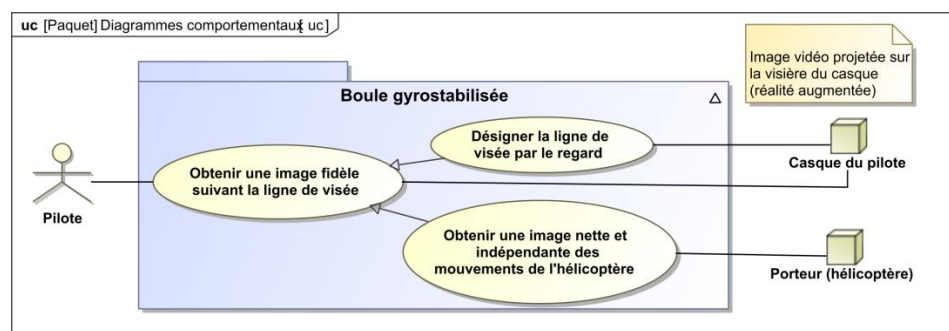 uc [Paquet] Diagrammes comportementaux[ uc ]
Image vidéo projetée sur
la visière du casque
(réalité augmentée)
Boule gyrostabilisée
Désigner la ligne de
visée par le regard
Casque du pilote
Obtenir une image fidèle
suivant la ligne de visée
Pilote
Obtenir une image nette et
indépendante des
mouvements de l'hélicoptère
Porteur (hélicoptère)